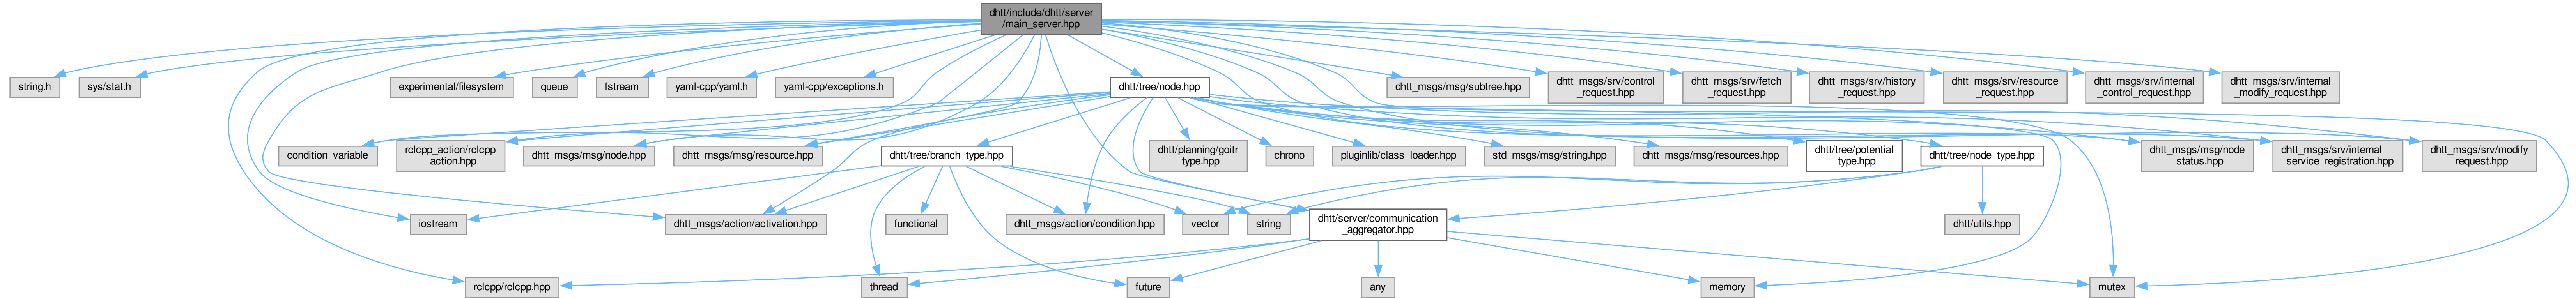 dhtt/include/dhtt/server
/main_server.hpp
string.h
sys/stat.h
experimental/filesystem
queue
fstream
yaml-cpp/yaml.h
yaml-cpp/exceptions.h
dhtt/tree/node.hpp
dhtt_msgs/msg/subtree.hpp
dhtt_msgs/srv/control
_request.hpp
dhtt_msgs/srv/fetch
_request.hpp
dhtt_msgs/srv/history
_request.hpp
dhtt_msgs/srv/resource
_request.hpp
dhtt_msgs/srv/internal
_control_request.hpp
dhtt_msgs/srv/internal
_modify_request.hpp
condition_variable
rclcpp_action/rclcpp
_action.hpp
dhtt_msgs/msg/node.hpp
dhtt_msgs/msg/resource.hpp
dhtt/tree/branch_type.hpp
dhtt/planning/goitr
_type.hpp
chrono
pluginlib/class_loader.hpp
std_msgs/msg/string.hpp
dhtt_msgs/msg/resources.hpp
dhtt/tree/potential
_type.hpp
dhtt/tree/node_type.hpp
dhtt_msgs/msg/node
_status.hpp
dhtt_msgs/srv/internal
_service_registration.hpp
dhtt_msgs/srv/modify
_request.hpp
iostream
dhtt_msgs/action/activation.hpp
functional
dhtt_msgs/action/condition.hpp
vector
string
dhtt/server/communication
_aggregator.hpp
dhtt/utils.hpp
rclcpp/rclcpp.hpp
thread
future
any
memory
mutex